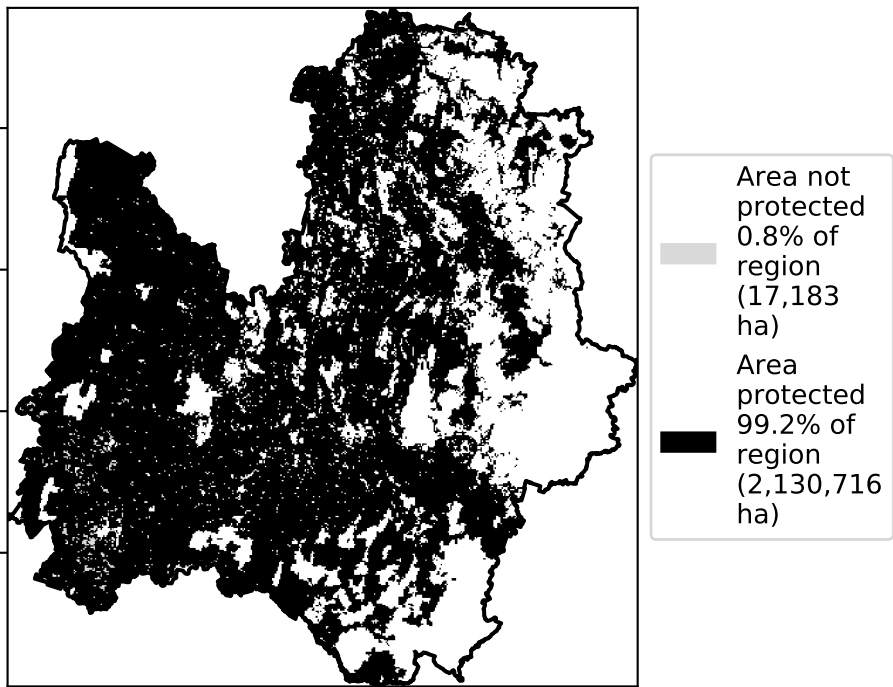 Area not
protected
0.8% of
region
(17,183
ha)
Area
protected
99.2% of
region
(2,130,716
ha)